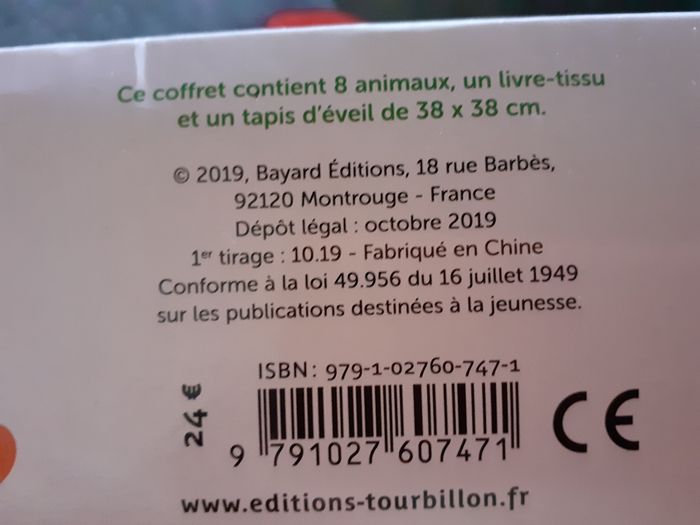 Ce coffret contient 8 animaux, un livre-tissu
et un tapis d'éveil de 38 x 38 cm.
© 2019, Bayard Éditions, 18 rue Barbès,
92120 Montrouge - France
Dépôt légal : octobre 2019
1er tirage : 10.19 - Fabriqué en Chine
Conforme à la loi 49.956 du 16 juillet 1949
sur les publications destinées à la jeunesse.
ISBN : 979-1-02760-747-1
24 €
9 791027 607471
CE
www.editions-tourbillon.fr